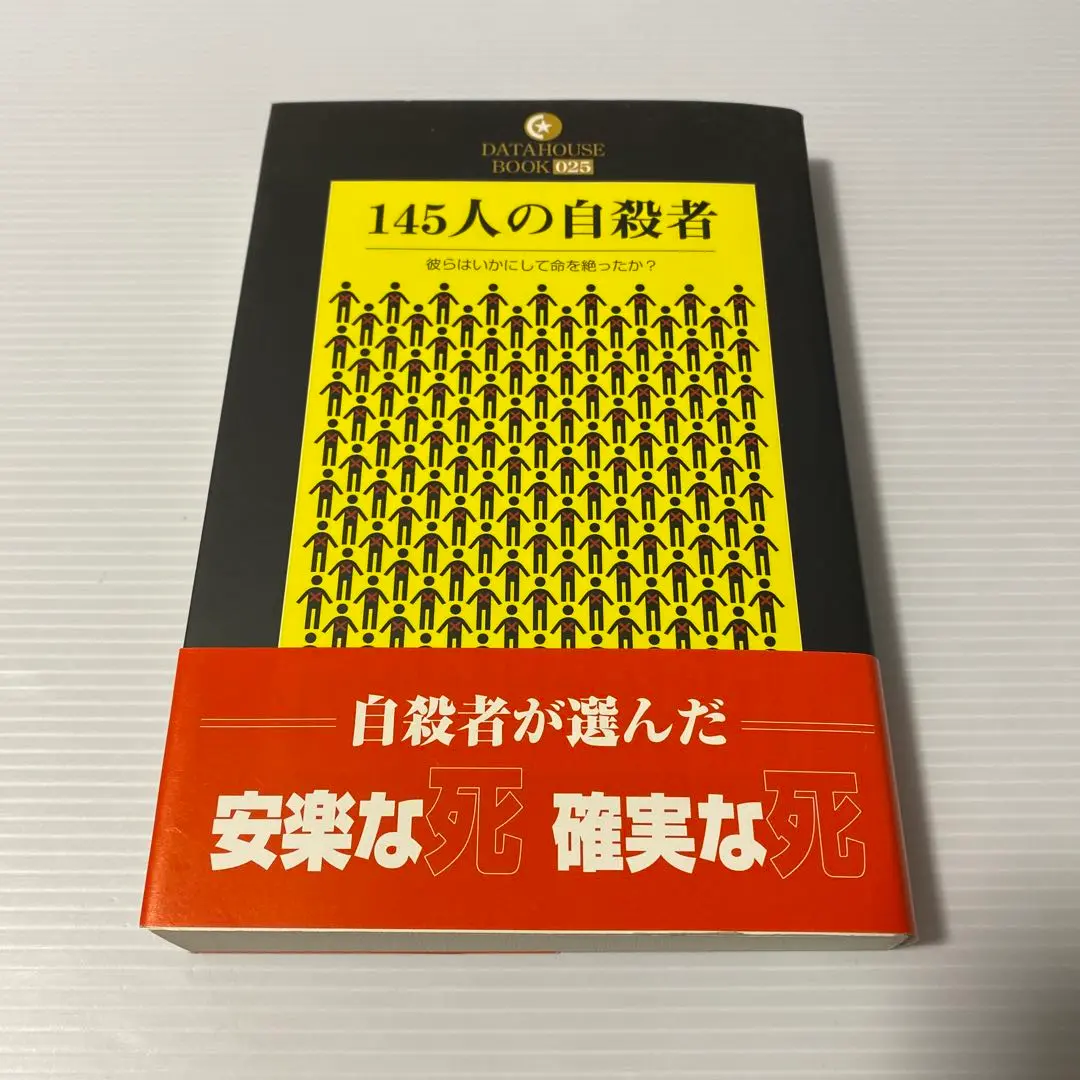 DATAHOUSE
BOOK 025
145人の自殺者
彼らはいかにして命を絶ったか？
自殺者が選んだ
安楽な死 確実な死